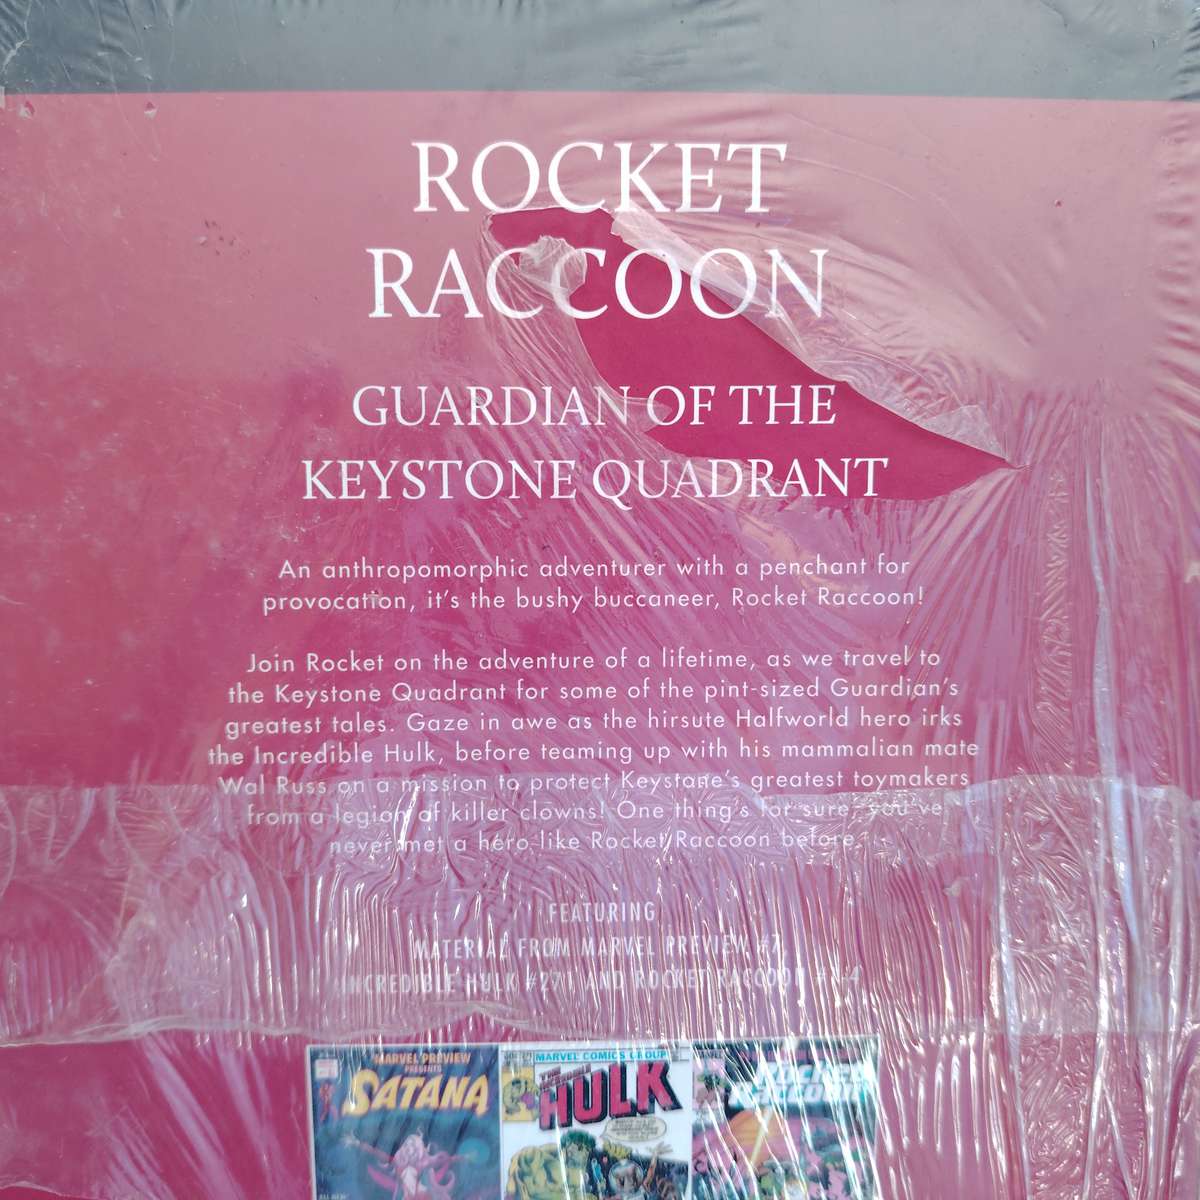 ROCKET
RACCOON
GUARDIAN OF THE
KEYSTONE QUADRANT
An anthropomorphic adventurer with a penchant for
provocation, it's the bushy buccaneer, Rocket Raccoon!
Join Rocket on the adventure of a lifetime, as we travel to
the Keystone Quadrant for some of the pint-sized Guardian's
greatest tales. Gaze in awe as the hirsute Halfworld hero irks
the Incredible Hulk, before teaming up with his mammalian mate
Wal Russ on a mission to protect Keystone's greatest toymakers
from a legion of killer clowns! One thing's for sure, you've
never met a hero like Rocket Raccoon before.
FEATURING
MATERIAL FROM MARVEL PREVIEW #7,
INCREDIBLE HULK AND ROCKET RACCOON
MARVEL PREVIEW
PRESENTS
SATANA
MARVEL COMICS GROUP
THE INCREDIBLE
HULK
ROCKET
RACCOON